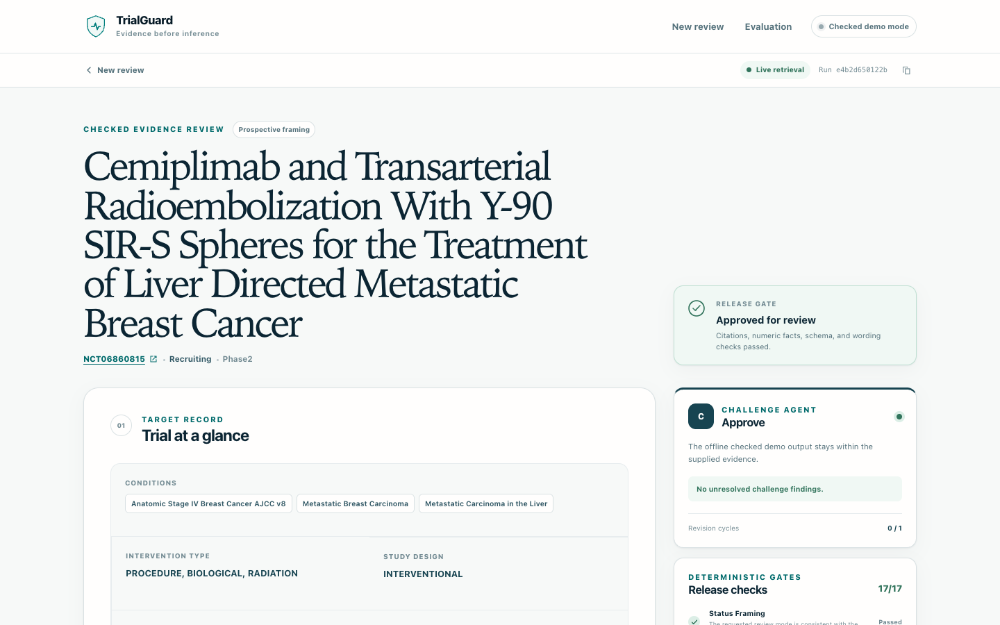 TrialGuard
Evidence before inference
New review
Evaluation
Checked demo mode
New review
Live retrieval
Run e4b2d650122b
CHECKED EVIDENCE REVIEW
Prospective framing
Cemiplimab and Transarterial
Radioembolization With Y-90
SIR-S Spheres for the Treatment
of Liver Directed Metastatic
Breast Cancer
NCT06860815 • Recruiting • Phase2
RELEASE GATE
Approved for review
Citations, numeric facts, schema, and wording
checks passed.
01
TARGET RECORD
Trial at a glance
CONDITIONS
Anatomic Stage IV Breast Cancer AJCC v8
Metastatic Breast Carcinoma
Metastatic Carcinoma in the Liver
INTERVENTION TYPE
PROCEDURE, BIOLOGICAL, RADIATION
STUDY DESIGN
INTERVENTIONAL
C
CHALLENGE AGENT
Approve
The offline checked demo output stays within the
supplied evidence.
No unresolved challenge findings.
Revision cycles
0 / 1
DETERMINISTIC GATES
Release checks
17/17
Status Framing
The requested review mode is consistent with the
Passed